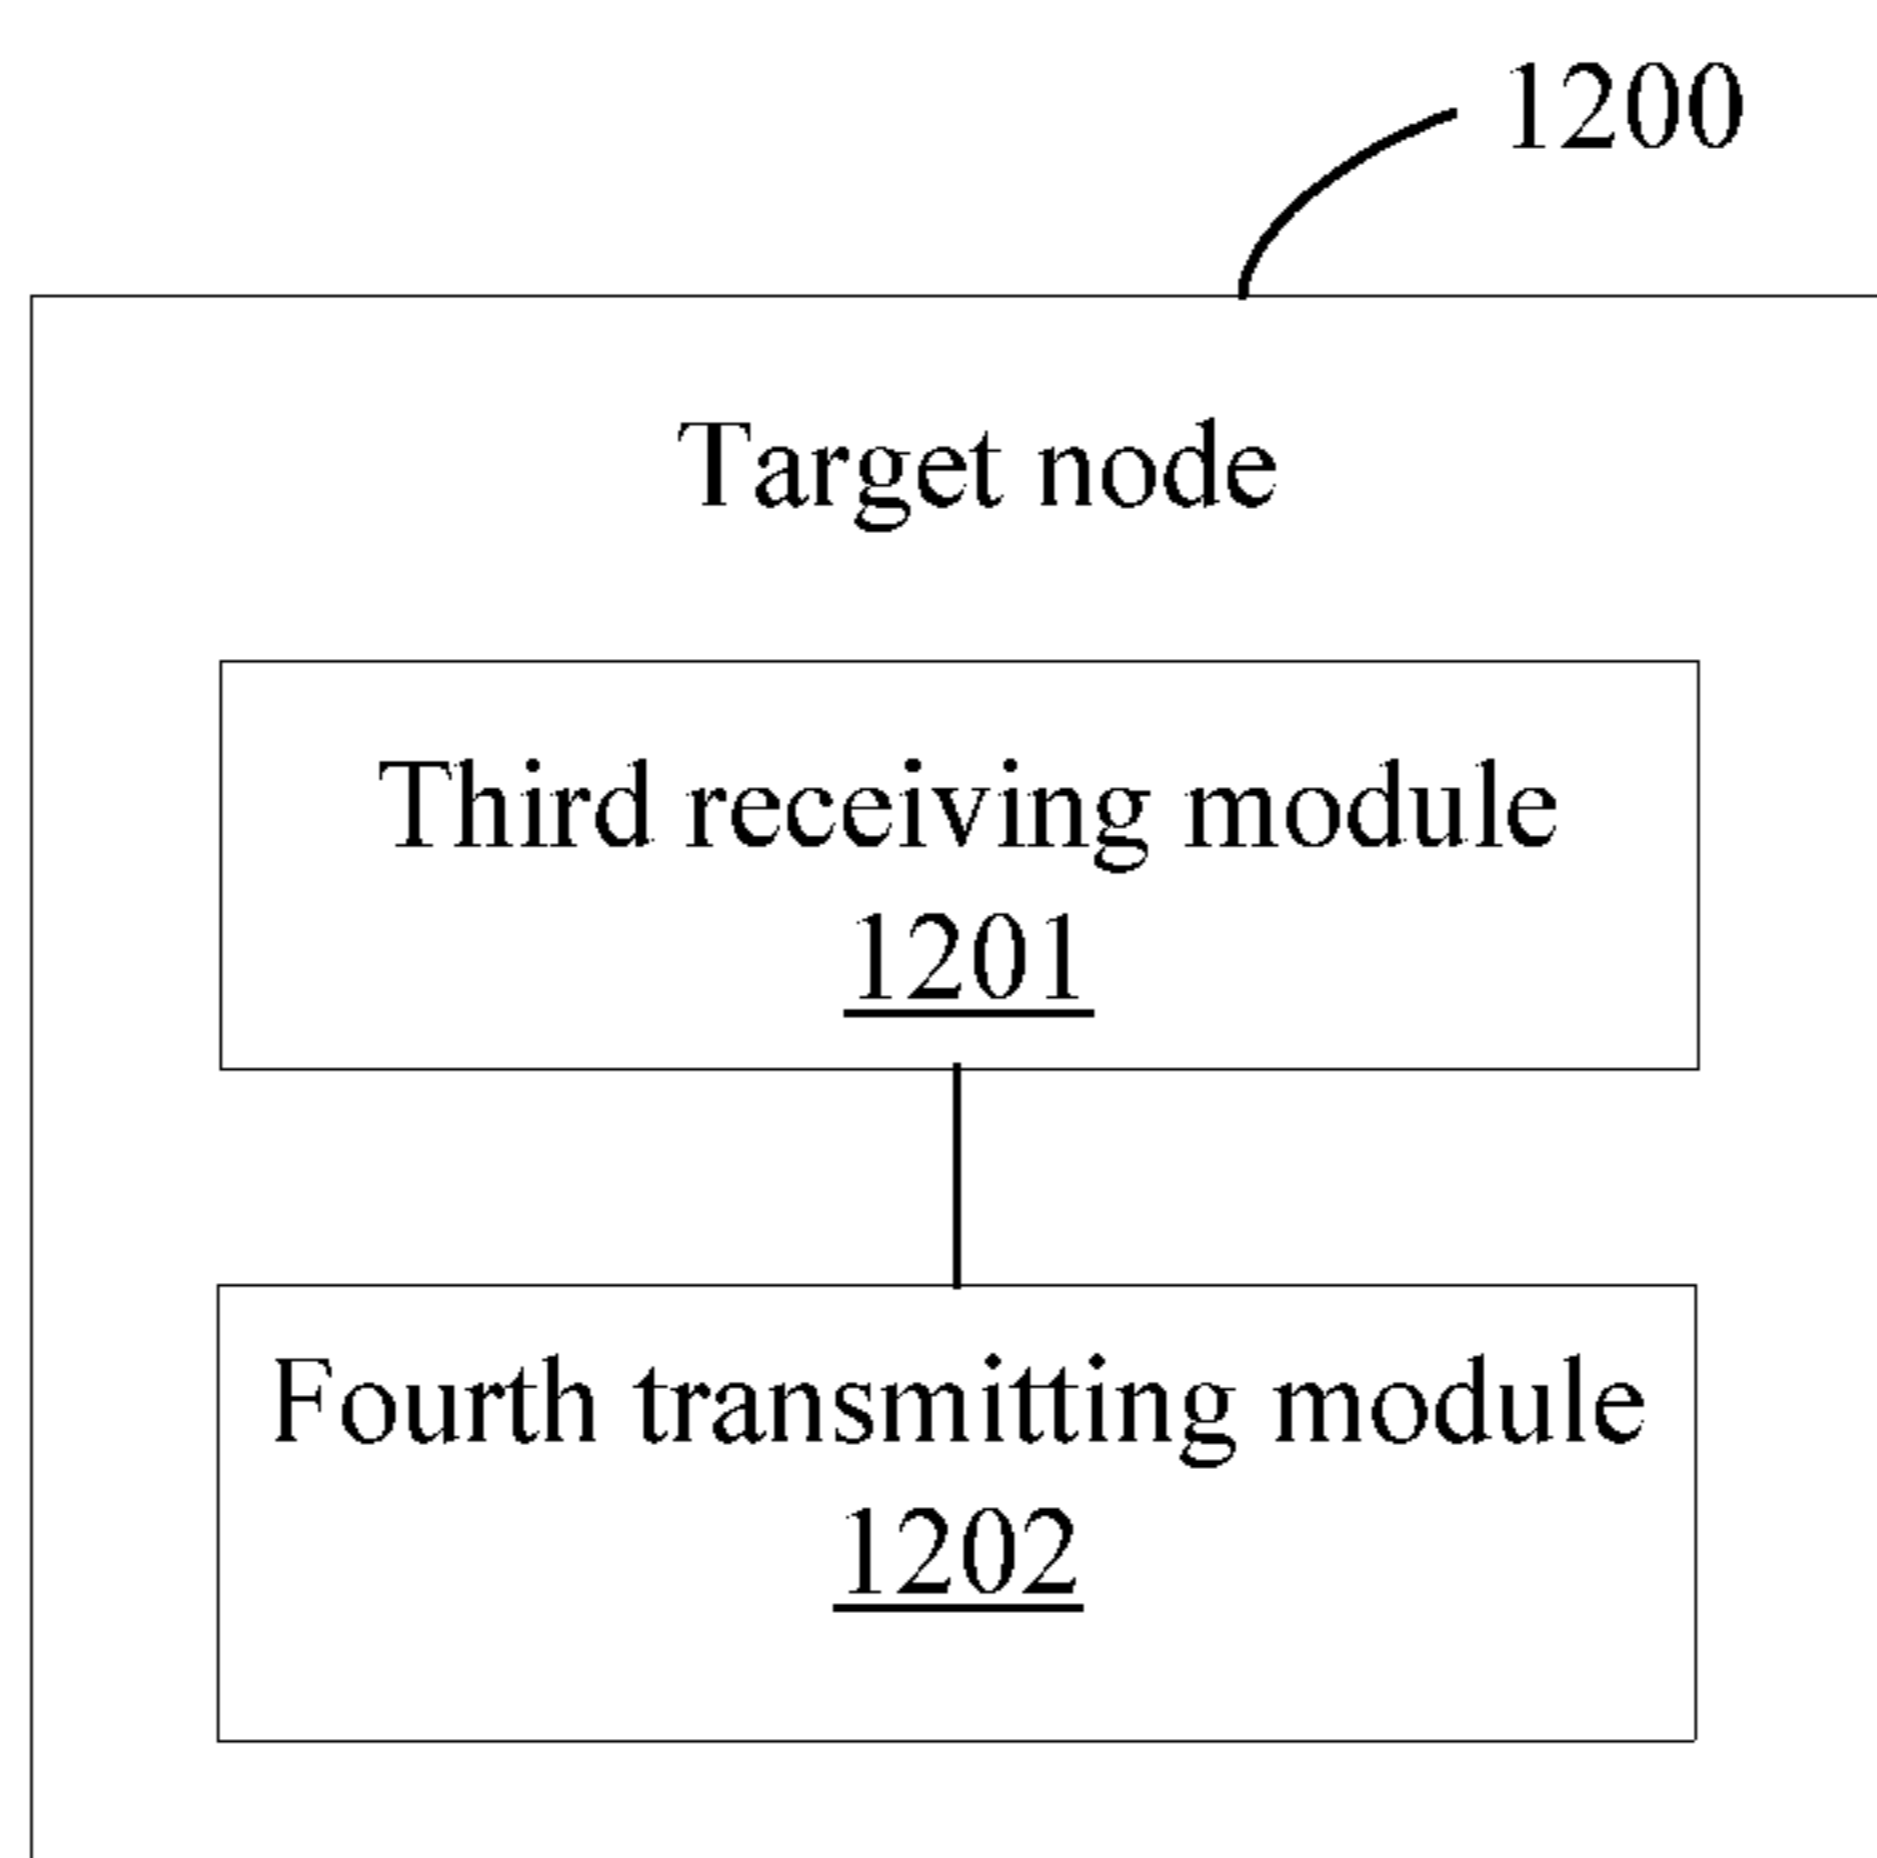 1200
Target node
Third receiving module
1201
Fourth transmitting module
1202